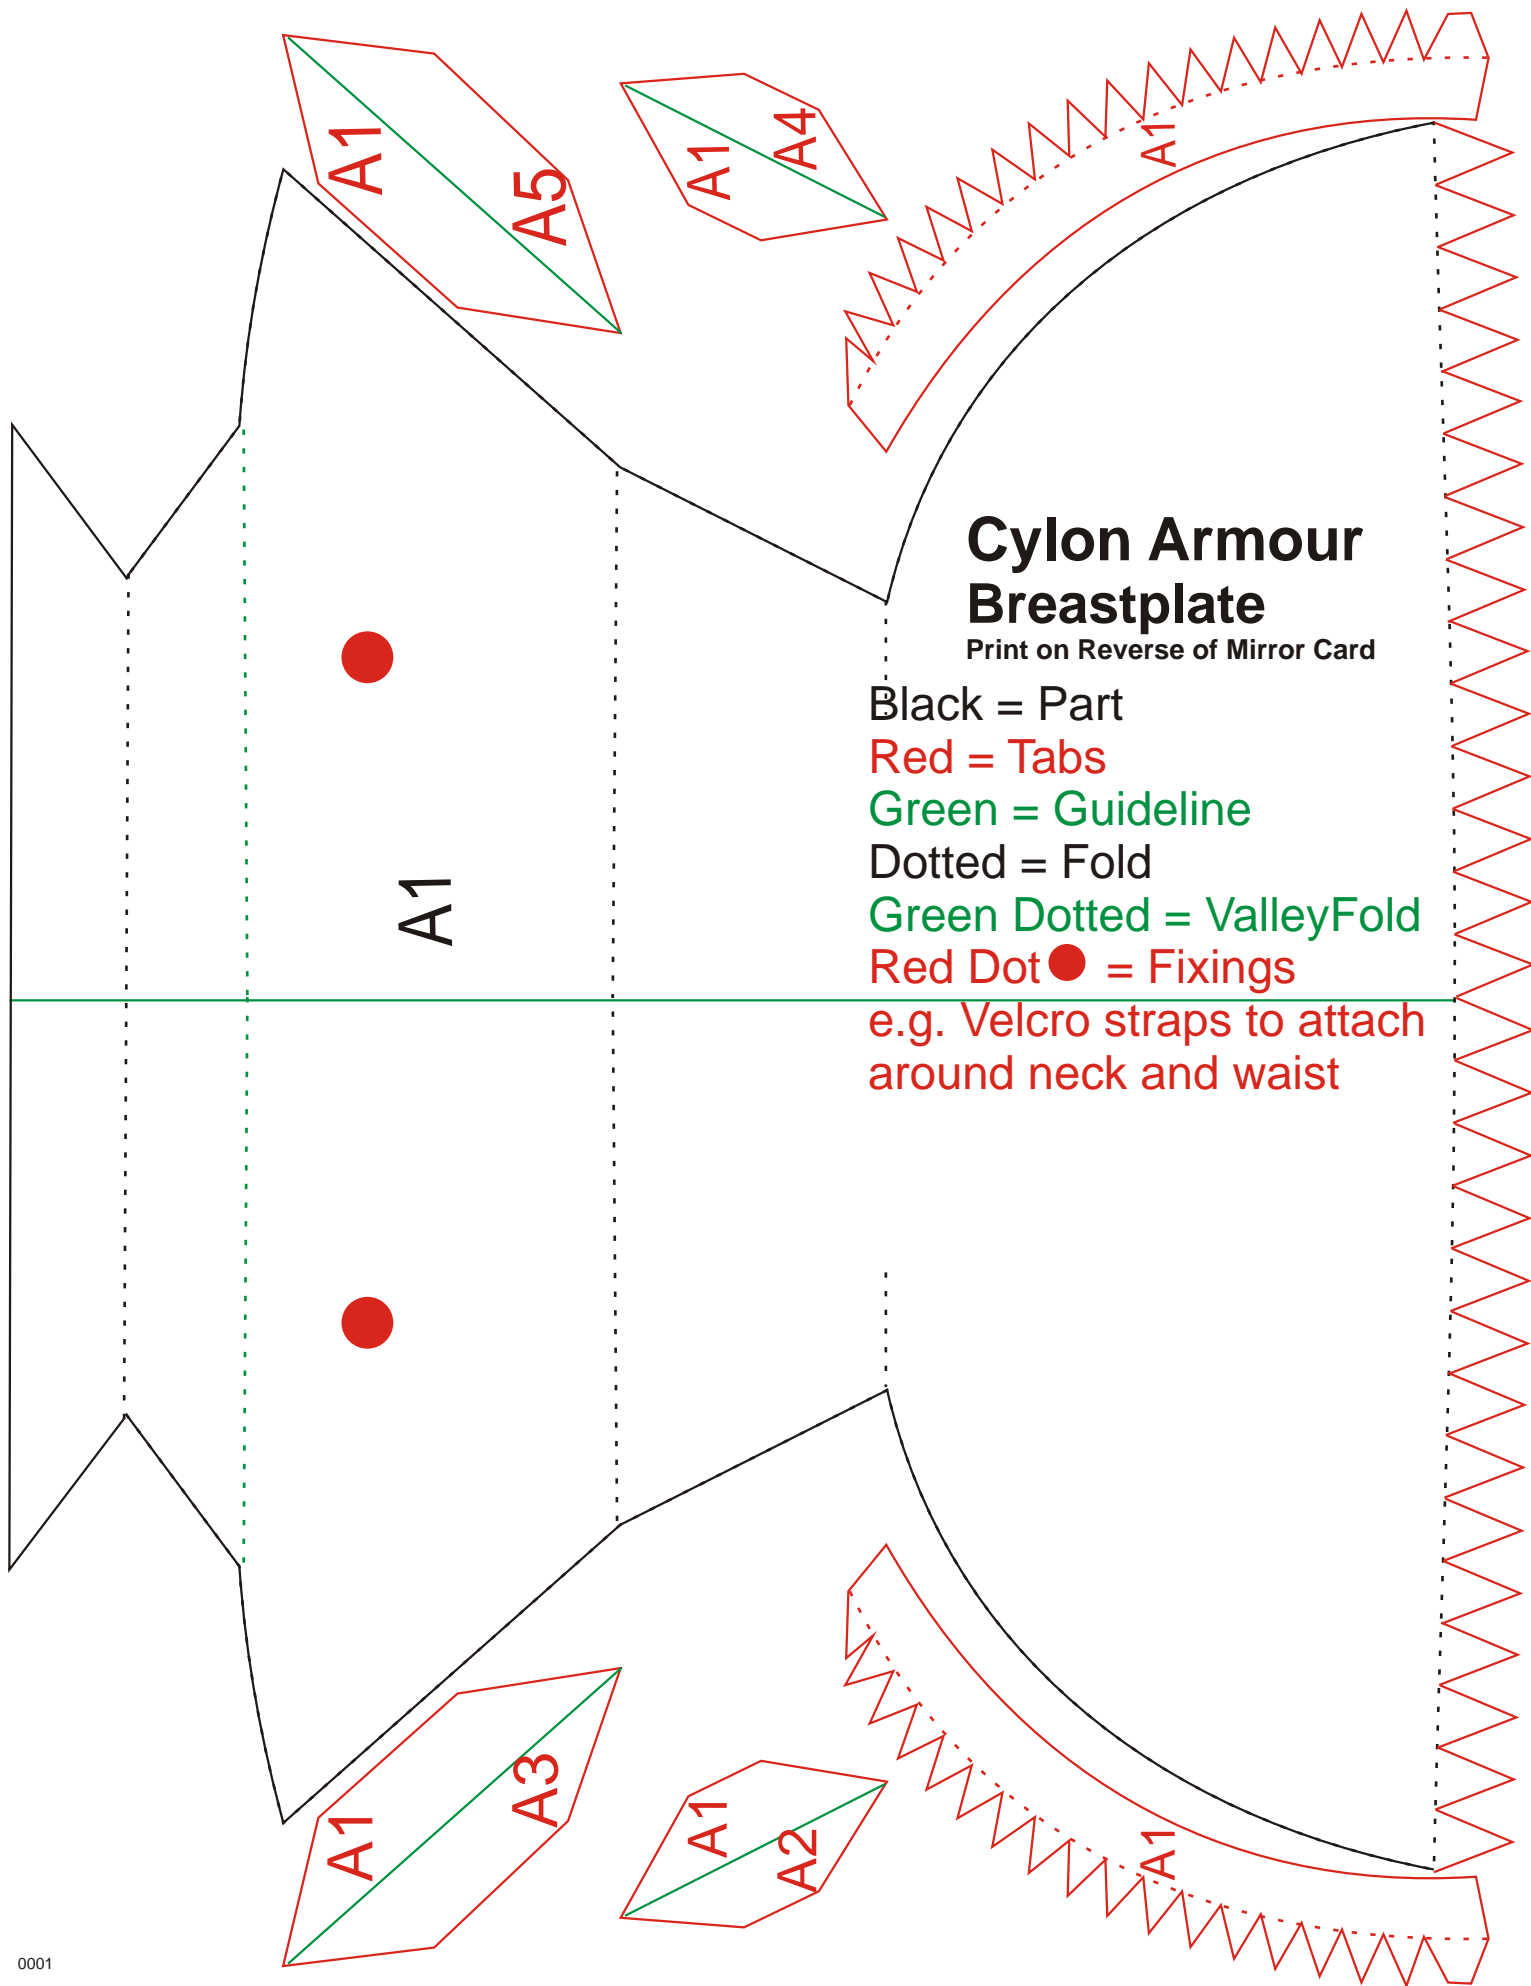 A1
A5
A1
A4
A1
Cylon Armour
Breastplate
Print on Reverse of Mirror Card
Black = Part
Red = Tabs
Green = Guideline
Dotted = Fold
Green Dotted = ValleyFold
Red Dot = Fixings
e.g. Velcro straps to attach
around neck and waist
A1
A1
A3
A1
A2
A1
0001